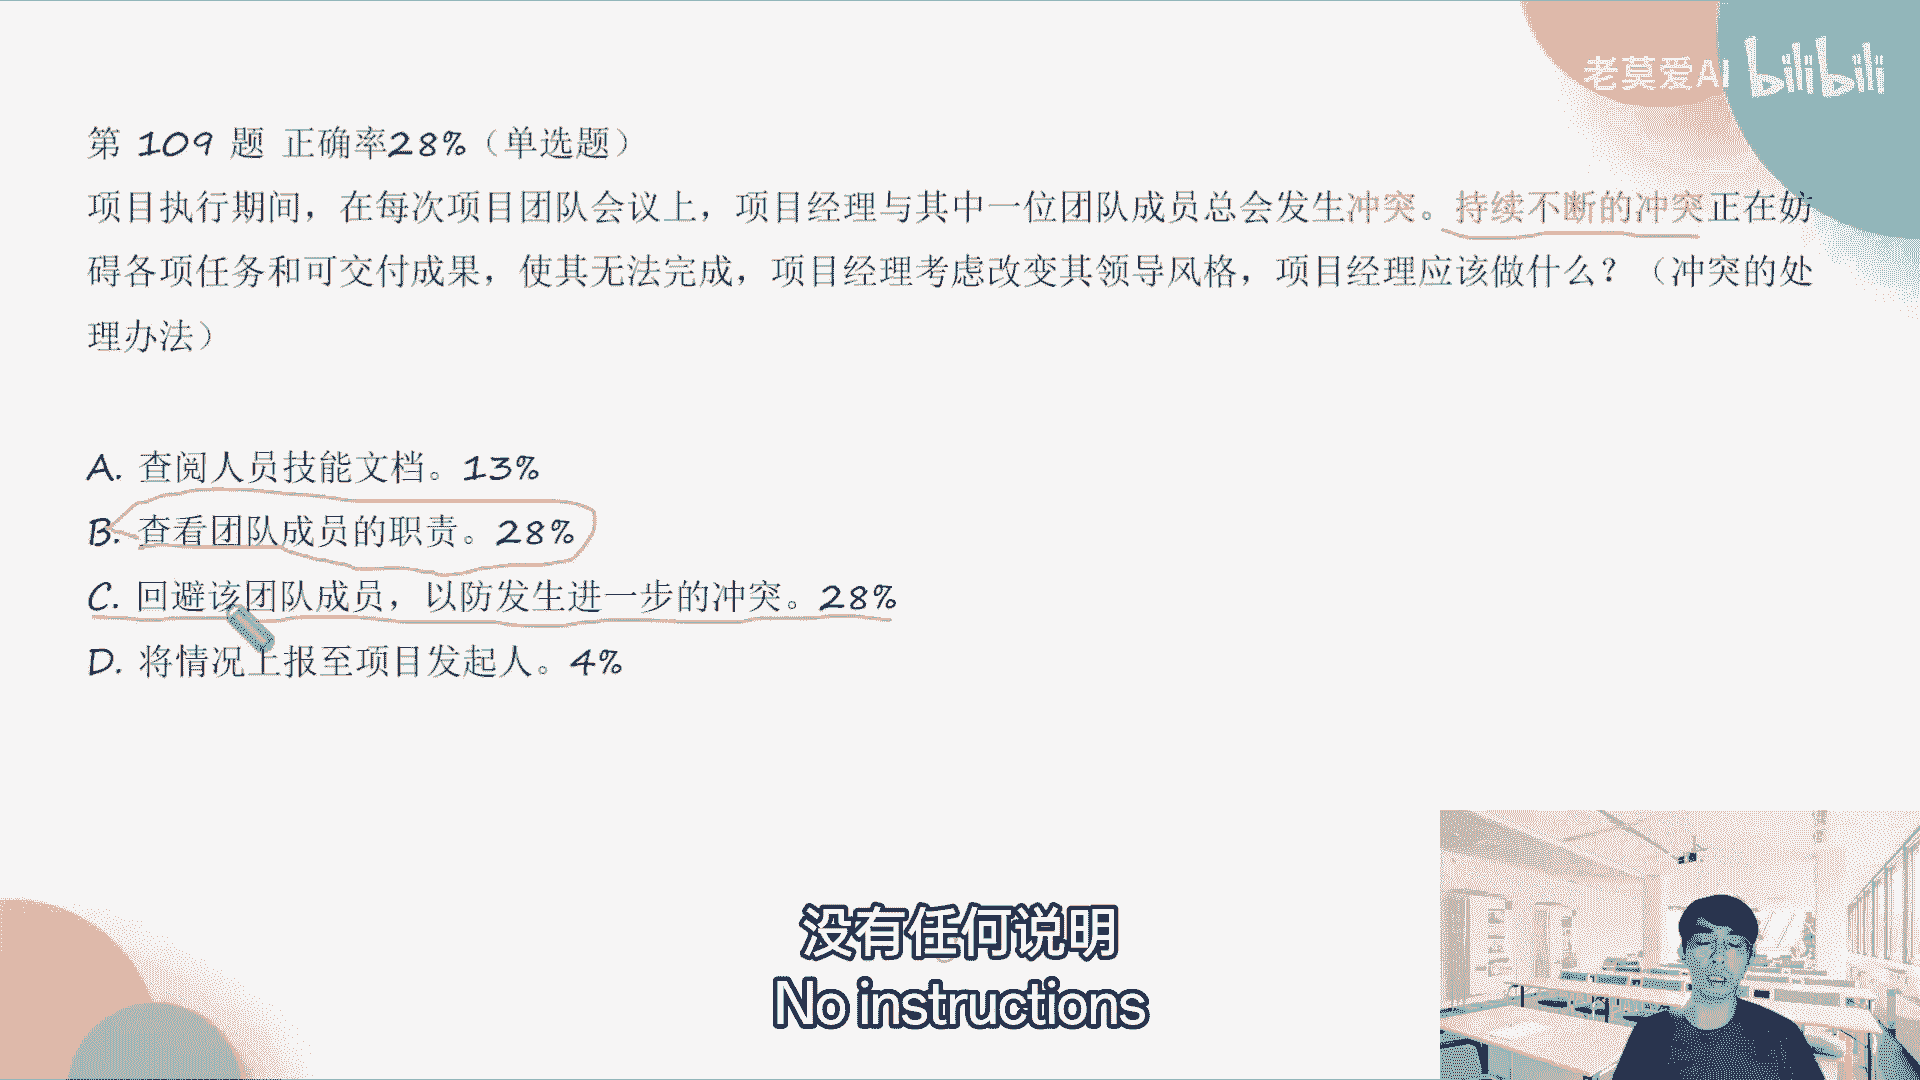 老莫爱AI bilibili
第 109 题 正确率28%（单选题）
项目执行期间，在每次项目团队会议上，项目经理与其中一位团队成员总会发生冲突。持续不断的冲突正在妨
碍各项任务和可交付成果，使其无法完成，项目经理考虑改变其领导风格，项目经理应该做什么？（冲突的处
理办法）
A. 查阅人员技能文档。13%
B. 查看团队成员的职责。28%
C. 回避该团队成员，以防发生进一步的冲突。28%
D. 将情况上报至项目发起人。4%
没有任何说明
No instructions